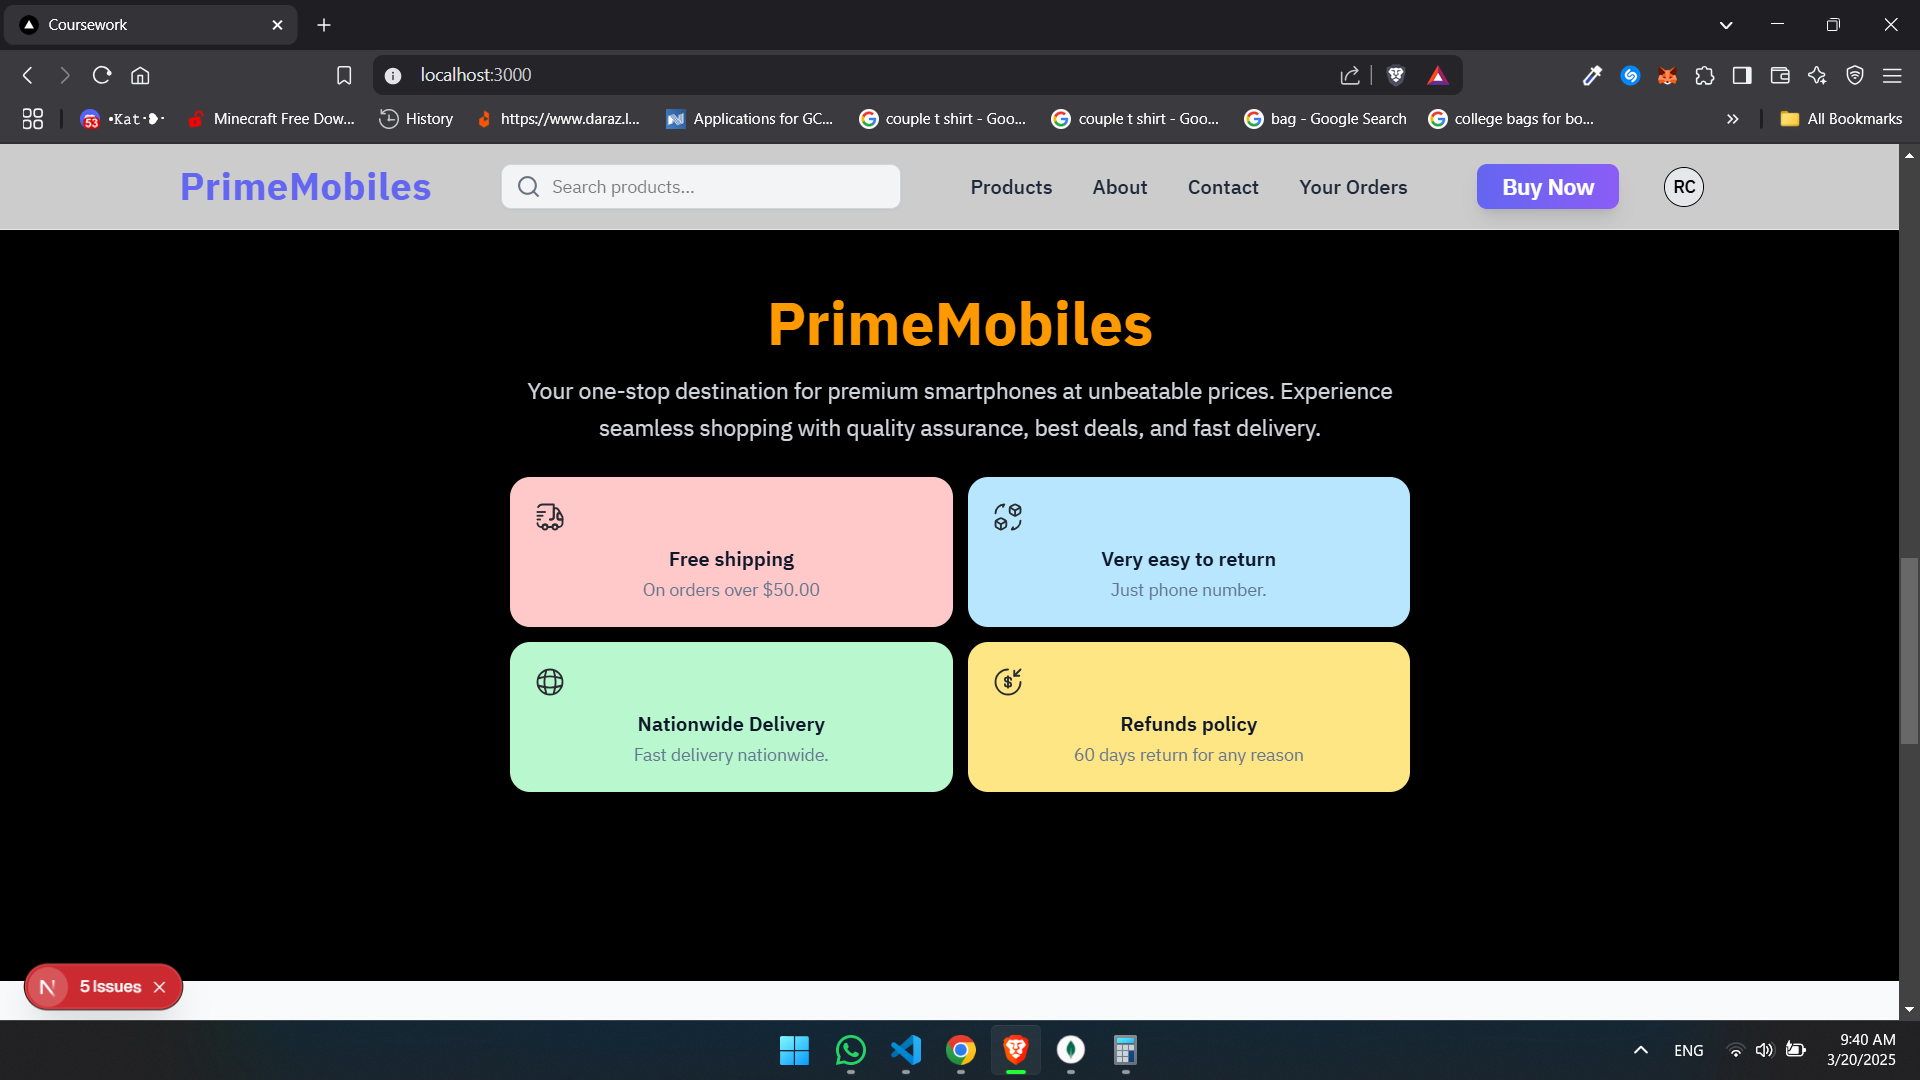 Coursework
localhost:3000
53
•Kat
Minecraft Free Dow...
History
https://www.daraz.l...
Applications for GC...
couple t shirt - Goo...
couple t shirt - Goo...
bag - Google Search
college bags for bo...
All Bookmarks
PrimeMobiles
Search products...
Products
About
Contact
Your Orders
Buy Now
RC
PrimeMobiles
Your one-stop destination for premium smartphones at unbeatable prices. Experience
seamless shopping with quality assurance, best deals, and fast delivery.
Free shipping
On orders over $50.00
Very easy to return
Just phone number.
Nationwide Delivery
Fast delivery nationwide.
Refunds policy
60 days return for any reason
N
5 Issues
ENG
9:40 AM
3/20/2025